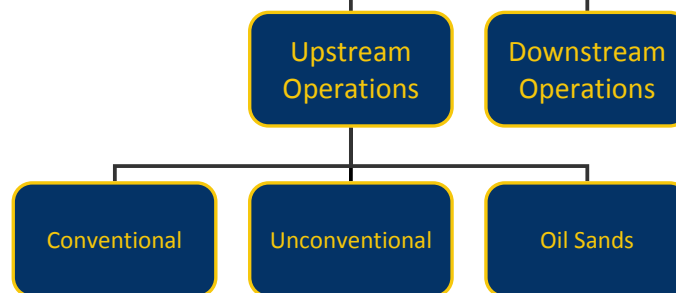 Upstream
Operations
Downstream
Operations
Conventional
Unconventional
Oil Sands